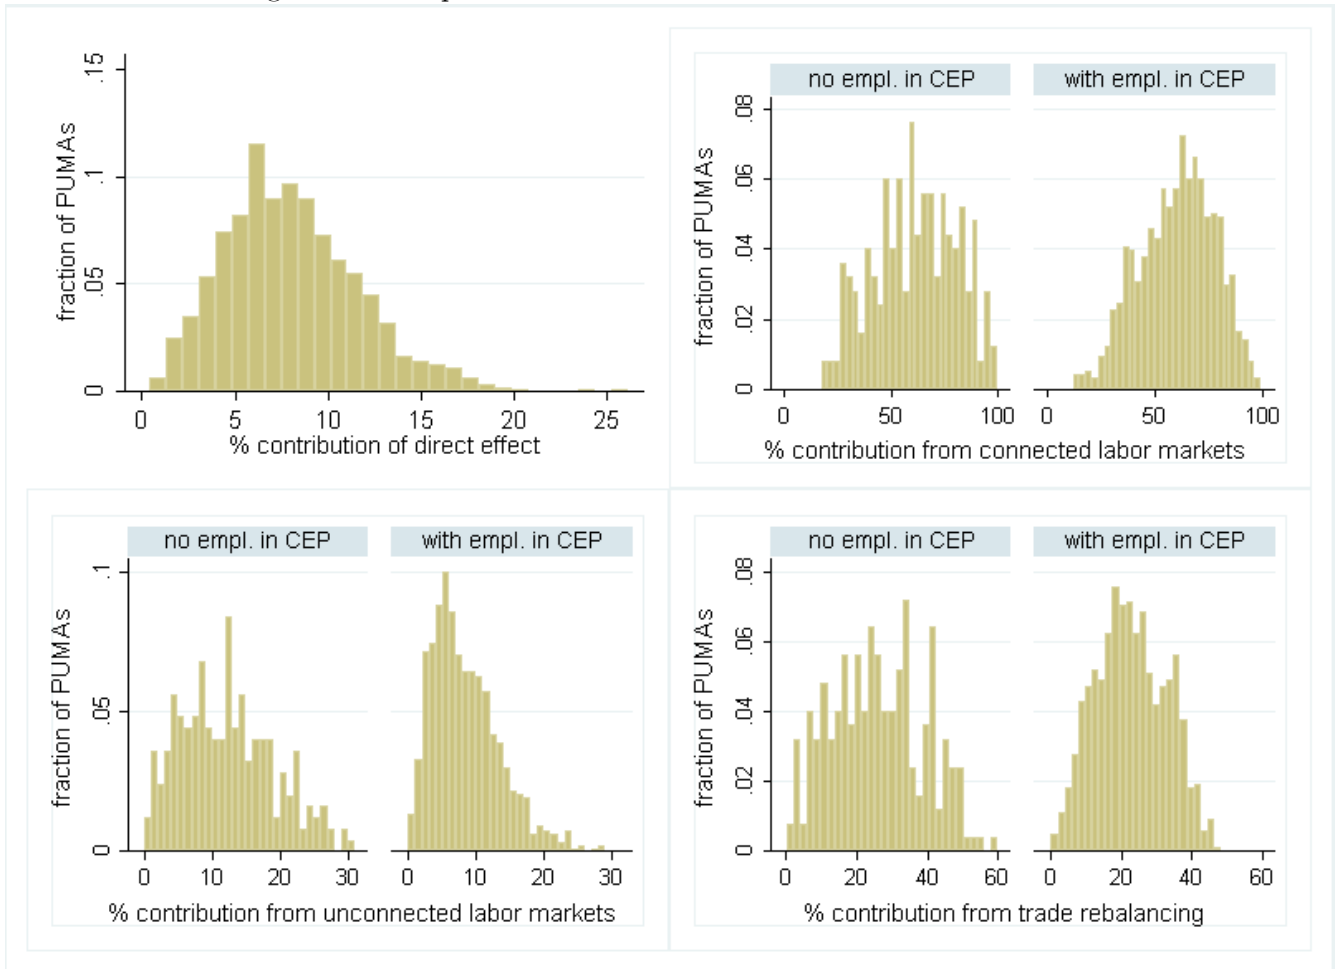 fraction of PUMAs
.15
.1
.05
0
0 5 10 15 20 25
% contribution of direct effect
no empl. in CEP with empl. in CEP
fraction of PUMAs
.08
.06
.04
.02
0
0 50 100 0 50 100
% contribution from connected labor markets
no empl. in CEP with empl. in CEP
fraction of PUMAs
.1
.05
0
0 10 20 30 0 10 20 30
% contribution from unconnected labor markets
no empl. in CEP with empl. in CEP
fraction of PUMAs
.08
.06
.04
.02
0
0 20 40 60 0 20 40 60
% contribution from trade rebalancing